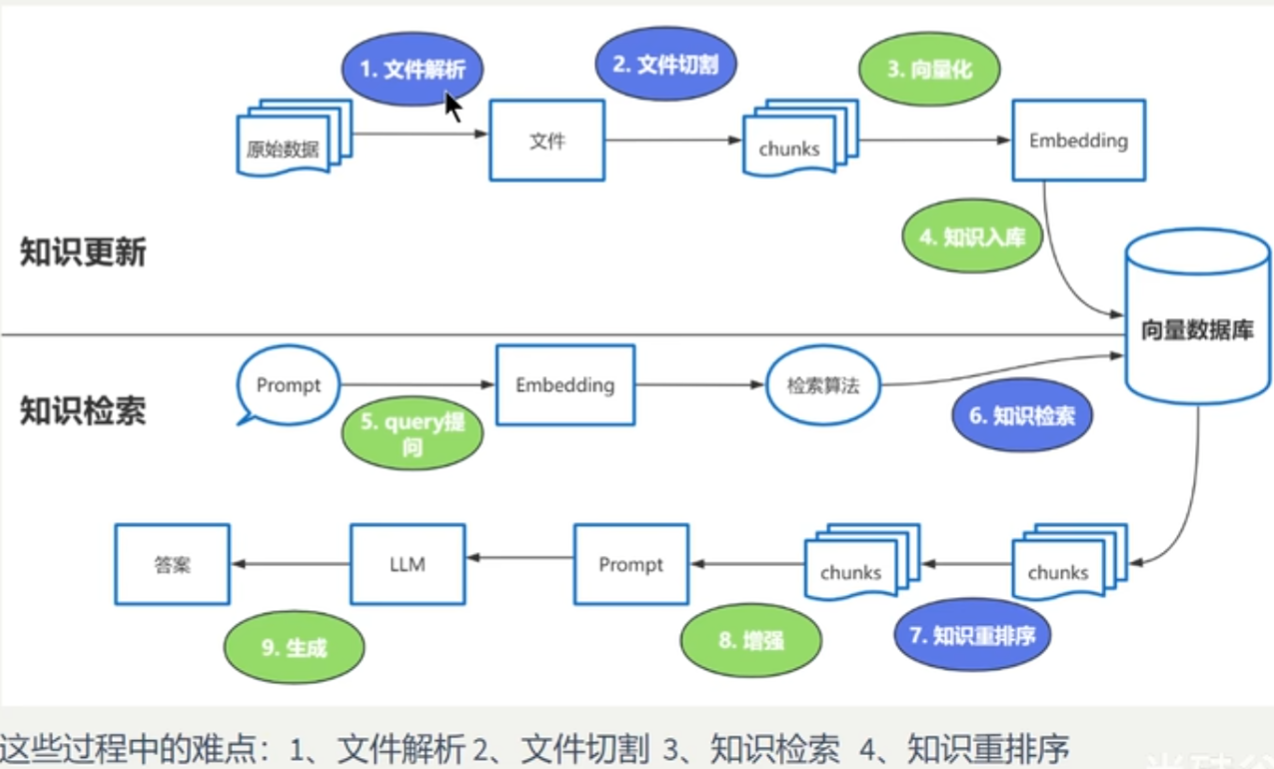 1. 文件解析
2. 文件切割
3. 向量化
原始数据
文件
chunks
Embedding
4. 知识入库
知识更新
向量数据库
Prompt
Embedding
检索算法
知识检索
5. query提
问
6. 知识检索
答案
LLM
Prompt
chunks
chunks
9. 生成
8. 增强
7. 知识重排序
这些过程中的难点：1、文件解析 2、文件切割 3、知识检索 4、知识重排序